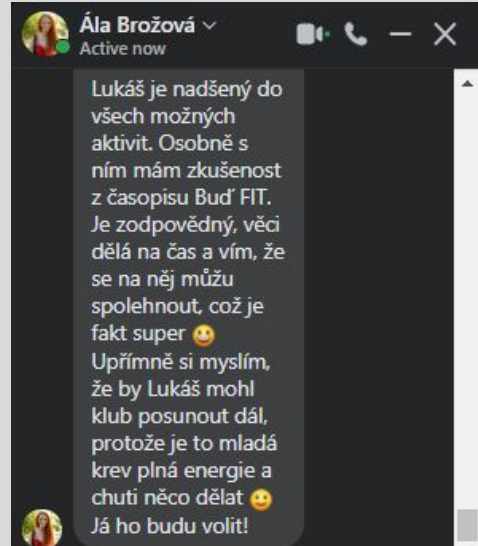 Ála Brožová
Active now
Lukáš je nadšený do
všech možných
aktivit. Osobně s
ním mám zkušenost
z časopisu Buď FIT.
Je zodpovědný, věci
dělá na čas a vím, že
se na něj můžu
spolehnout, což je
fakt super 😀
Upřímně si myslím,
že by Lukáš mohl
klub posunout dál,
protože je to mladá
krev plná energie a
chuti něco dělat 🙂
Já ho budu volit!